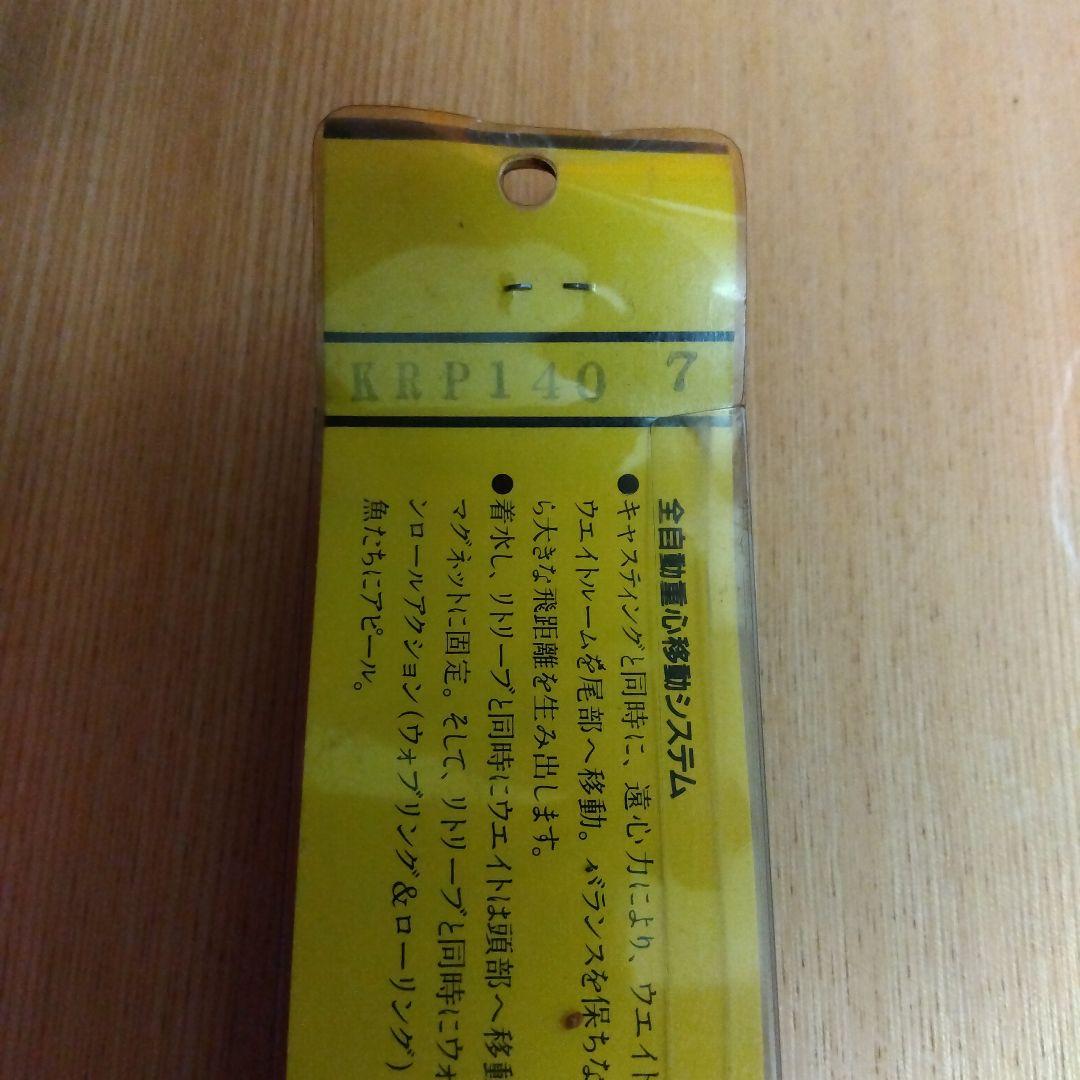 KRP140 7
全自動重心移動システム
●キャスティングと同時に、遠心力により、ウエイト
ウエイトルームを尾部へ移動。バランスを保ちな
ら大きな飛距離を生み出します。
●着水し、リトリーブと同時にウエイトは頭部へ移動
マグネットに固定。そして、リトリーブと同時にウォ
ンロールアクション(ウォブリング&ローリング)
魚たちにアピール。